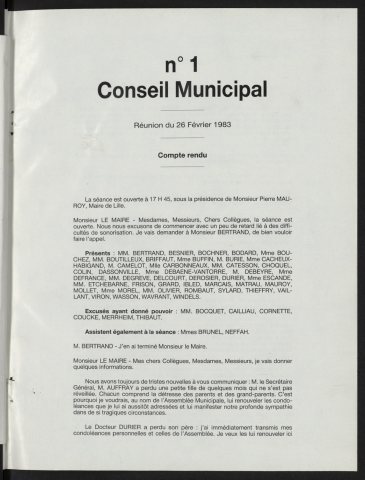 n° 1
Conseil Municipal
Réunion du 26 Février 1983
Compte rendu
La séance est ouverte à 17 H 45, sous la présidence de Monsieur Pierre MAU-
ROY, Maire de Lille.
Monsieur LE MAIRE - Mesdames, Messieurs, Chers Collègues, la séance est
ouverte. Nous nous excusons de commencer avec un peu de retard lié à des diffi-
cultés de sonorisation. Je vais demander à Monsieur BERTRAND, de bien vouloir
faire l'appel.
Présents : MM. BERTRAND, BESNIER, BOCHNER, BODARD, Mme BOU-
CHEZ, MM. BOUTILLEUX, BRIFFAUT, Mme BUFFIN, M. BURIE, Mme CACHEUX-
HABIGAND, M. CAMELOT, Mlle CARBONNEAUX, MM. CATESSON, CHOQUEL,
COLIN, DASSONVILLE, Mme DEBAENE-VANTORRE, M. DEBEYRE, Mme
DEFRANCE, MM. DEGREVE, DELCOURT, DEROSIER, DURIER, Mme ESCANDE,
MM. ETCHEBARNE, FRISON, GRARD, IBLED, MARCAIS, MATRAU, MAUROY,
MOLLET, Mme MOREL, MM. OLIVIER, ROMBAUT, SYLARD, THIEFFRY, VAIL-
LANT, VIRON, WASSON, WAVRANT, WINDELS.
Excusés ayant donné pouvoir : MM. BOCQUET, CAILLIAU, CORNETTE,
COUCKE, MERRHEIM, THIBAUT.
Assistent également à la séance : Mmes BRUNEL, NEFFAH.
M. BERTRAND - J'en ai terminé Monsieur le Maire.
Monsieur LE MAIRE - Mes chers Collègues, Mesdames, Messieurs, je vais donner
quelques informations.
Nous avons toujours de tristes nouvelles à vous communiquer : M. le Secrétaire
Général, M. AUFFRAY a perdu une petite fille de quelques mois qui ne s'est pas
réveillée. Chacun comprend la détresse des parents et des grand-parents. C'est
pourquoi je voudrais, au nom de l'Assemblée Municipale, lui renouveler les condo-
léances que je lui ai aussitôt adressées et lui manifester notre profonde sympathie
dans de si tragiques circonstances.
Le Docteur DURIER a perdu son père : j'ai immédiatement transmis mes
condoléances personnelles et celles de l'Assemblée. Je veux les lui renouveler ici